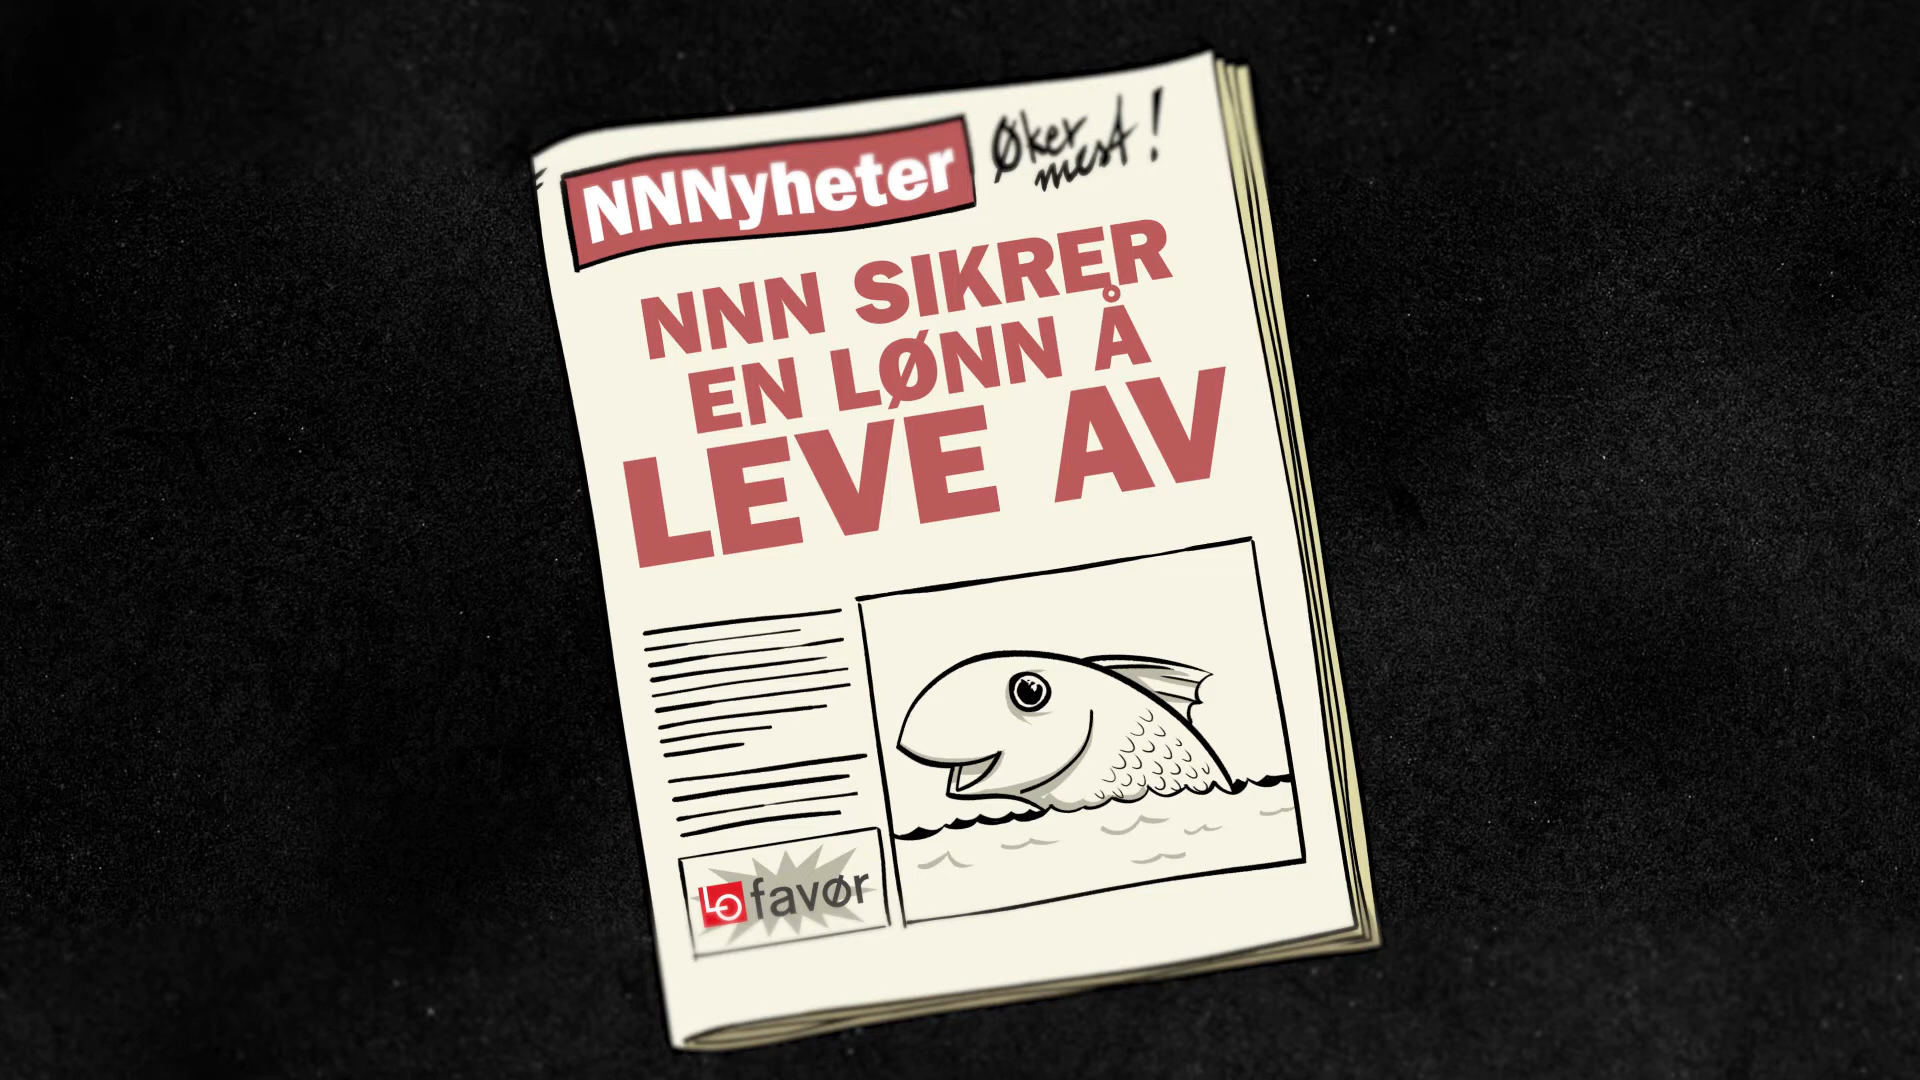 NNNyheter
Øker
mest!
NNN SIKRER
EN LØNN Å
LEVE AV
LO favør